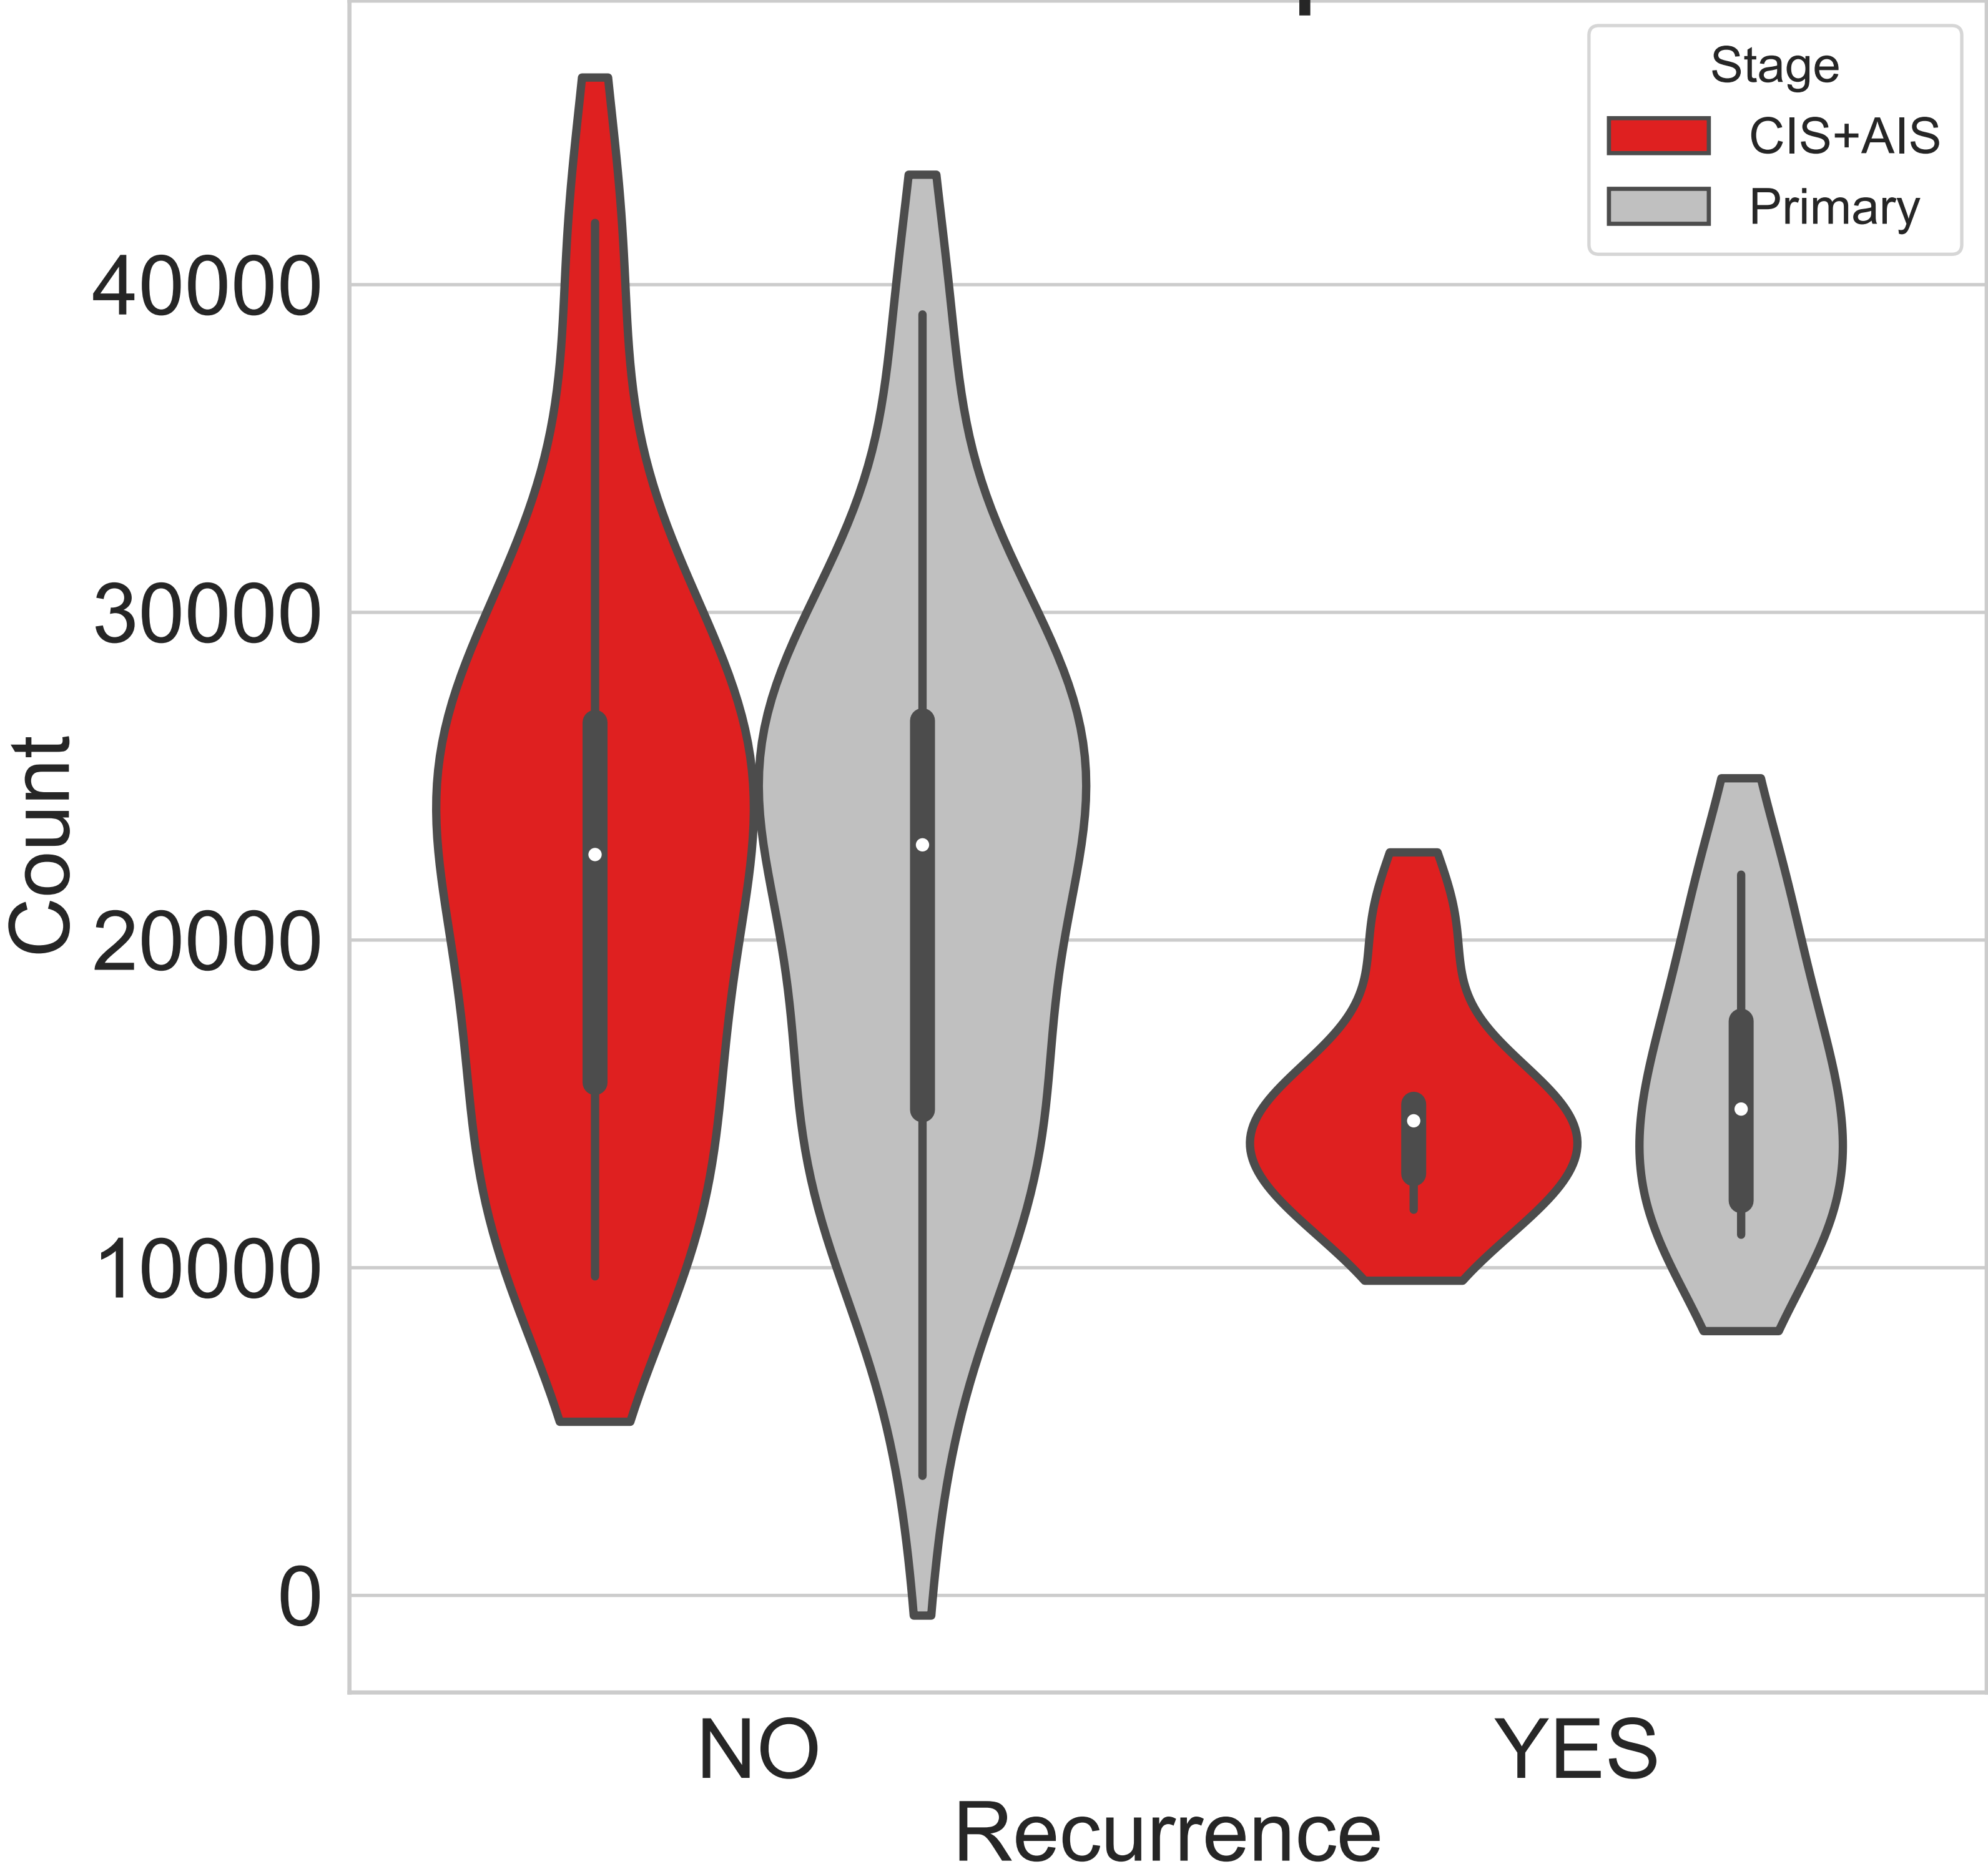 Stage
CIS+AIS
Primary
40000
30000
20000
10000
0
Count
NO
YES
Recurrence